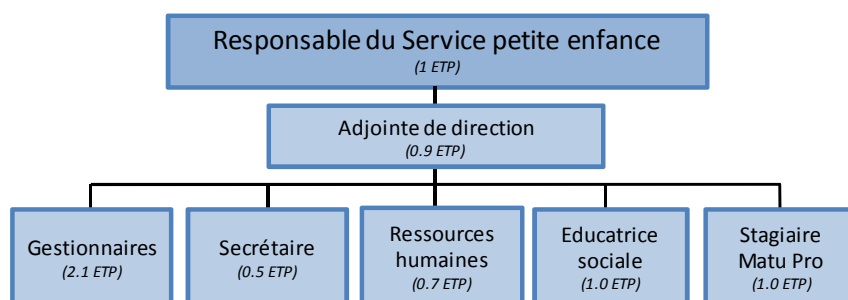 Responsable du Service petite enfance
(1 ETP)
Adjointe de direction
(0.9 ETP)
Gestionnaires
(2.1 ETP)
Secrétaire
(0.5 ETP)
Ressources
humaines
(0.7 ETP)
Educatrice
sociale
(1.0 ETP)
Stagiaire
Matu Pro
(1.0 ETP)